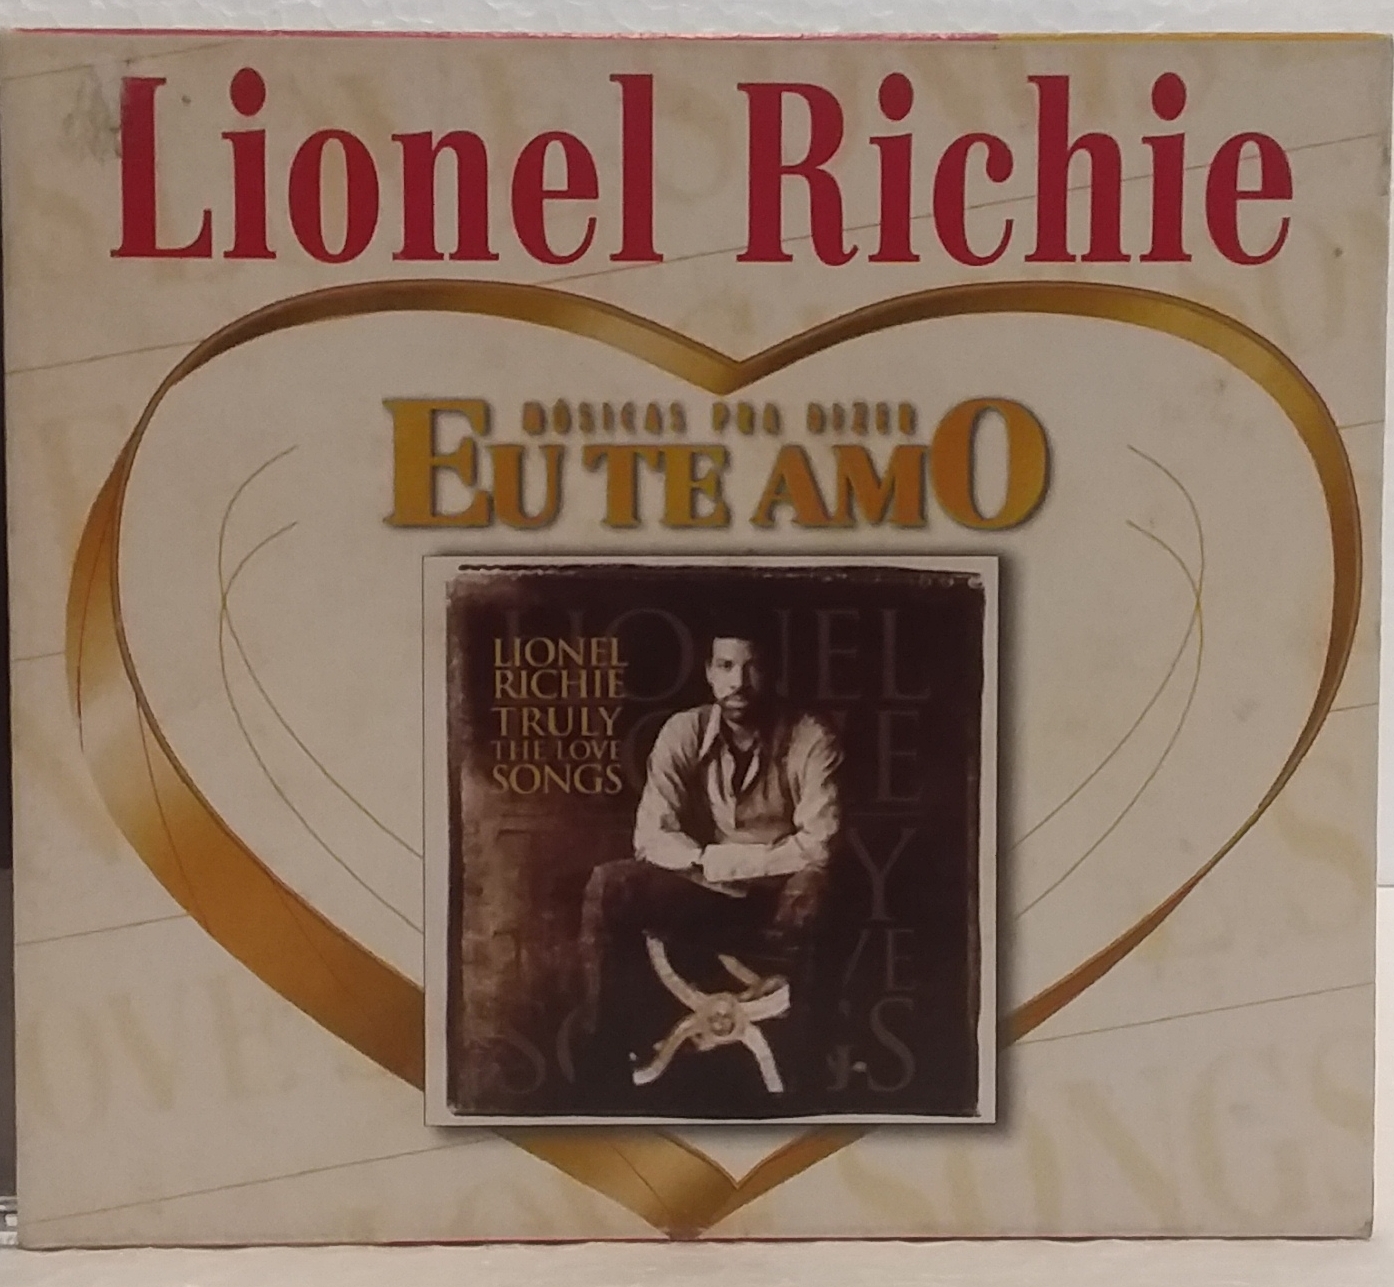 Lionel Richie
MÚSICAS PRA DIZER
EU TE AMO
LIONEL
RICHIE
TRULY
THE LOVE
SONGS